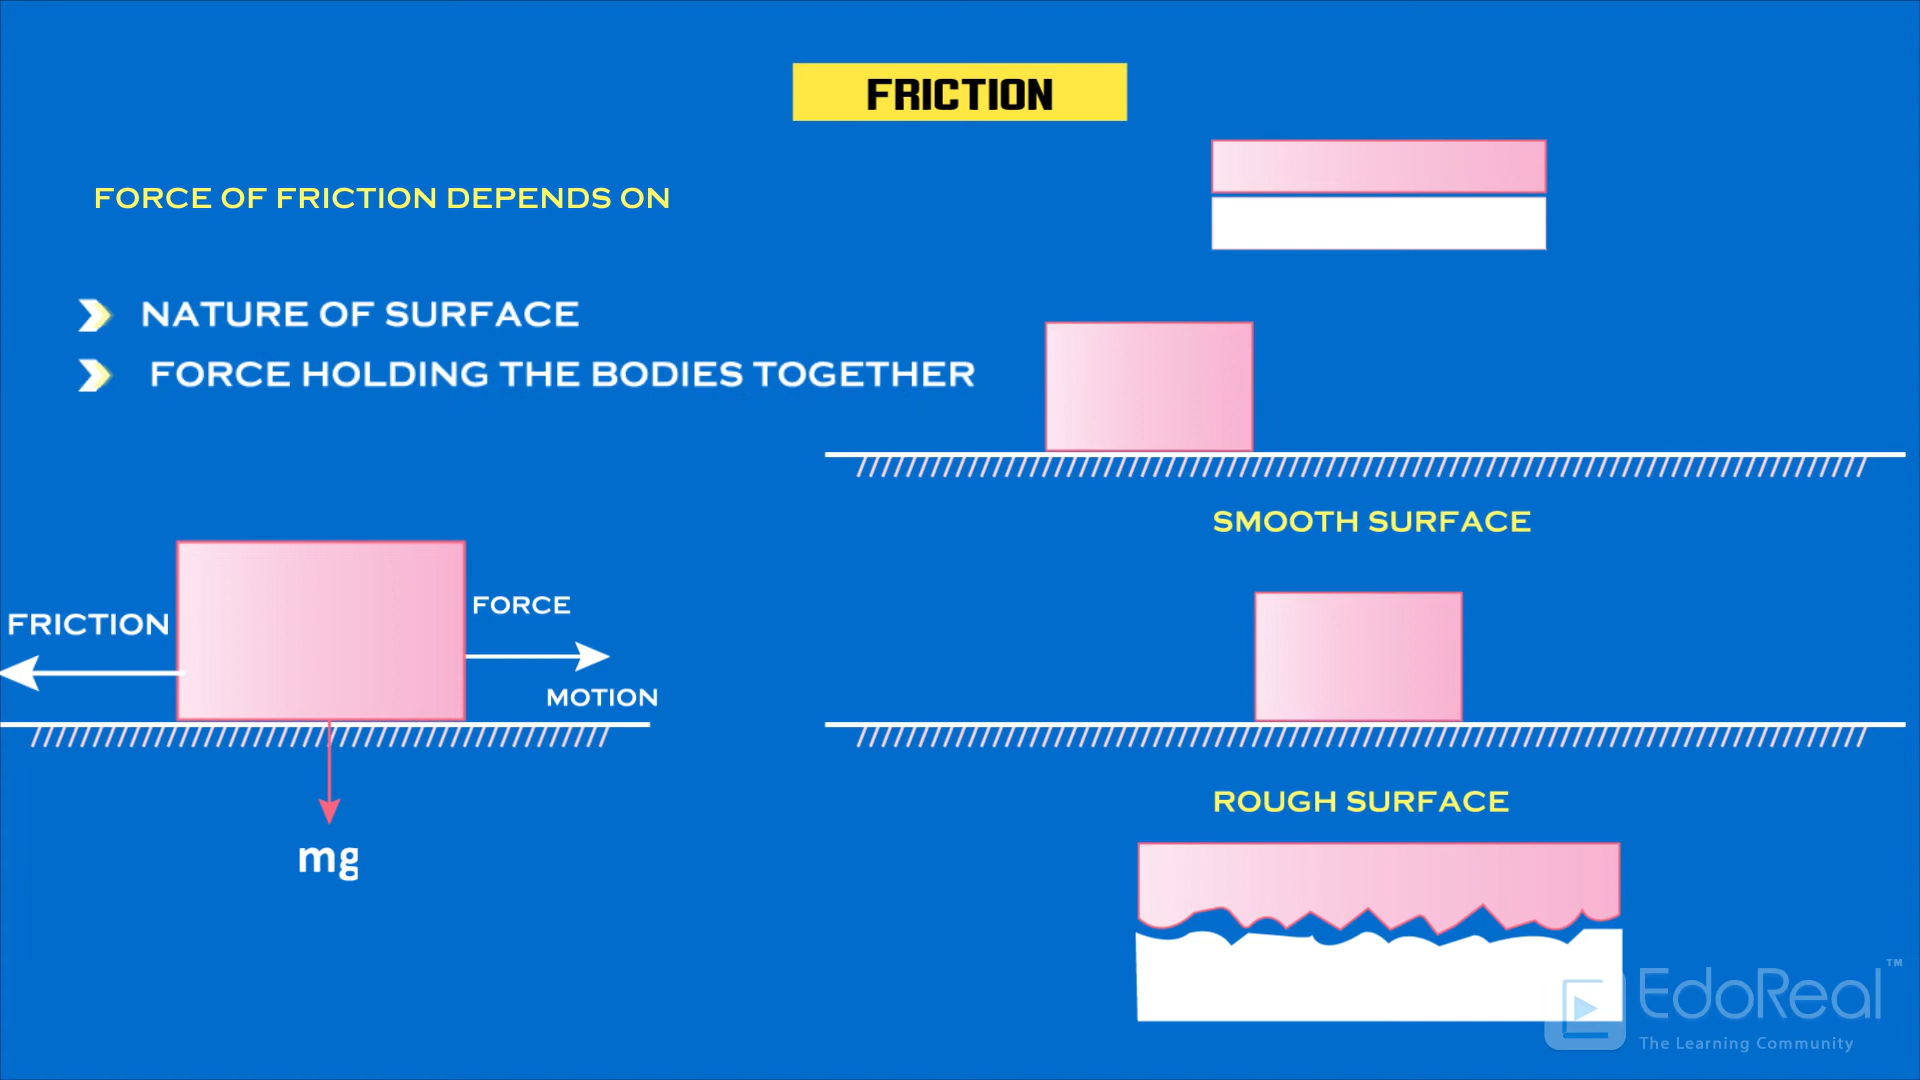 FRICTION
FORCE OF FRICTION DEPENDS ON
NATURE OF SURFACE
FORCE HOLDING THE BODIES TOGETHER
SMOOTH SURFACE
FRICTION
FORCE
MOTION
mg
ROUGH SURFACE
EdoReal™
The Learning Community